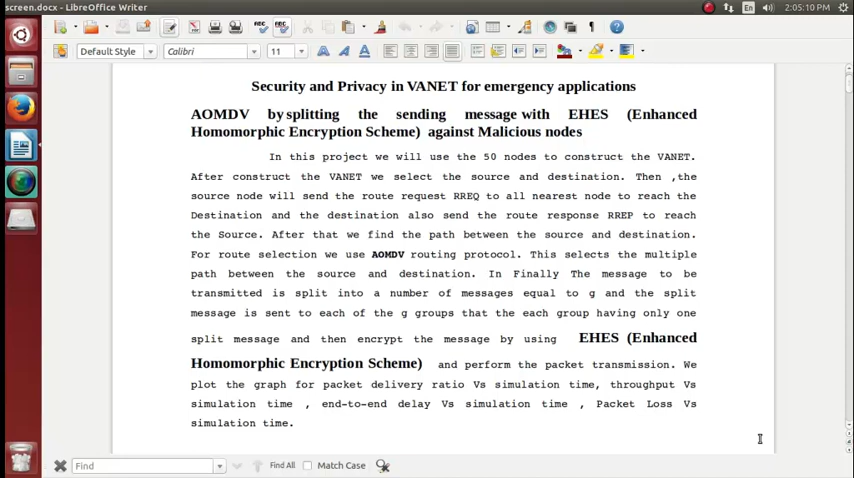 screen.docx - LibreOffice Writer
En
2:05:10 PM
Default Style
Calibri
11
Security and Privacy in VANET for emergency applications
AOMDV by splitting the sending message with EHES (Enhanced
Homomorphic Encryption Scheme) against Malicious nodes
In this project we will use the 50 nodes to construct the VANET.
After construct the VANET we select the source and destination. Then ,the
source node will send the route request RREQ to all nearest node to reach the
Destination and the destination also send the route response RREP to reach
the Source. After that we find the path between the source and destination.
For route selection we use AOMDV routing protocol. This selects the multiple
path between the source and destination. In Finally The message to be
transmitted is split into a number of messages equal to g and the split
message is sent to each of the g groups that the each group having only one
split message and then encrypt the message by using EHES (Enhanced
Homomorphic Encryption Scheme) and perform the packet transmission. We
plot the graph for packet delivery ratio Vs simulation time, throughput Vs
simulation time , end-to-end delay Vs simulation time , Packet Loss Vs
simulation time.
Find
Find All
Match Case